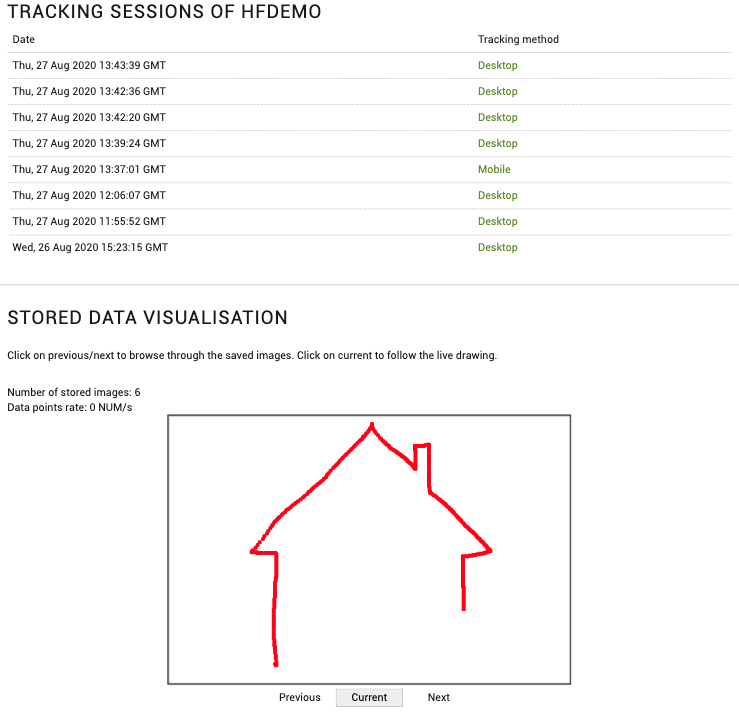 TRACKING SESSIONS OF HFDEMO
Date Tracking method
Thu, 27 Aug 2020 13:43:39 GMT Desktop
Thu, 27 Aug 2020 13:42:36 GMT Desktop
Thu, 27 Aug 2020 13:42:20 GMT Desktop
Thu, 27 Aug 2020 13:39:24 GMT Desktop
Thu, 27 Aug 2020 13:37:01 GMT Mobile
Thu, 27 Aug 2020 12:06:07 GMT Desktop
Thu, 27 Aug 2020 11:55:52 GMT Desktop
Wed, 26 Aug 2020 15:23:15 GMT Desktop
STORED DATA VISUALISATION
Click on previous/next to browse through the saved images. Click on current to follow the live drawing.
Number of stored images: 6
Data points rate: 0 NUM/s
Previous Current Next